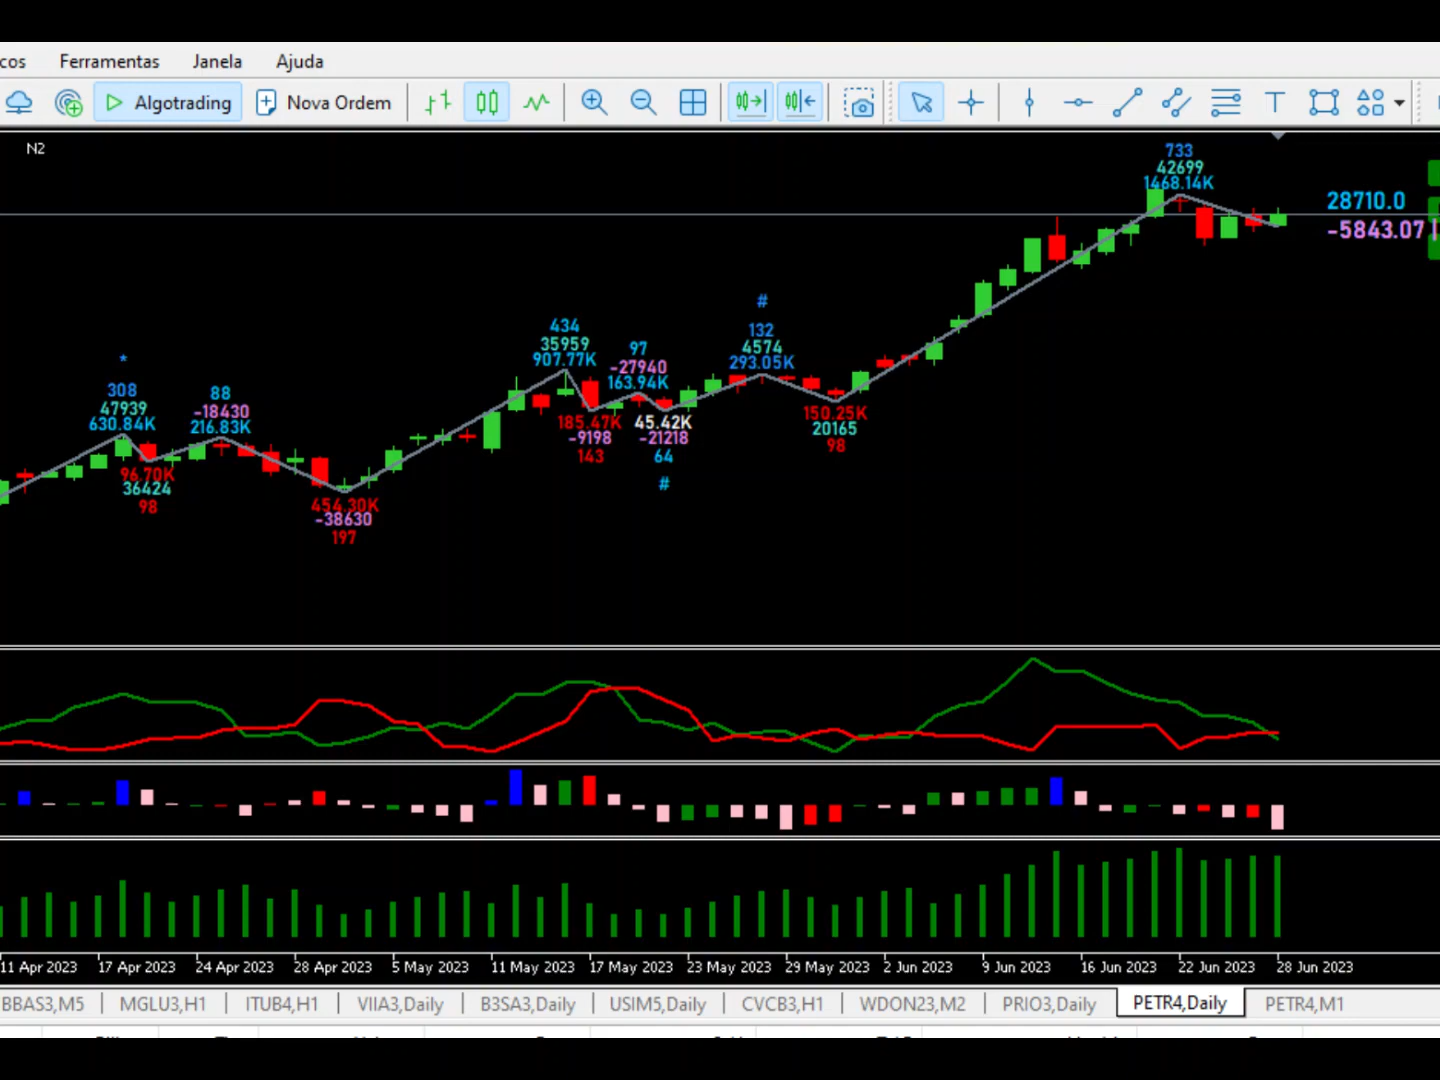 cos Ferramentas Janela Ajuda
Algotrading Nova Ordem
N2
733
42699
1468.14K
28710.0
-5843.07
#
434
35959
907.77K
97
-27940
163.94K
132
4574
293.05K
*
308
47939
630.84K
88
-18430
216.83K
185.47K
-9198
143
45.42K
-21218
64
#
150.25K
20165
98
96.70K
36424
98
454.30K
-38630
197
11 Apr 2023 17 Apr 2023 24 Apr 2023 28 Apr 2023 5 May 2023 11 May 2023 17 May 2023 23 May 2023 29 May 2023 2 Jun 2023 9 Jun 2023 16 Jun 2023 22 Jun 2023 28 Jun 2023
BBAS3,M5 MGLU3,H1 ITUB4,H1 VIIA3,Daily B3SA3,Daily USIM5,Daily CVCB3,H1 WDON23,M2 PRIO3,Daily PETR4,Daily PETR4,M1